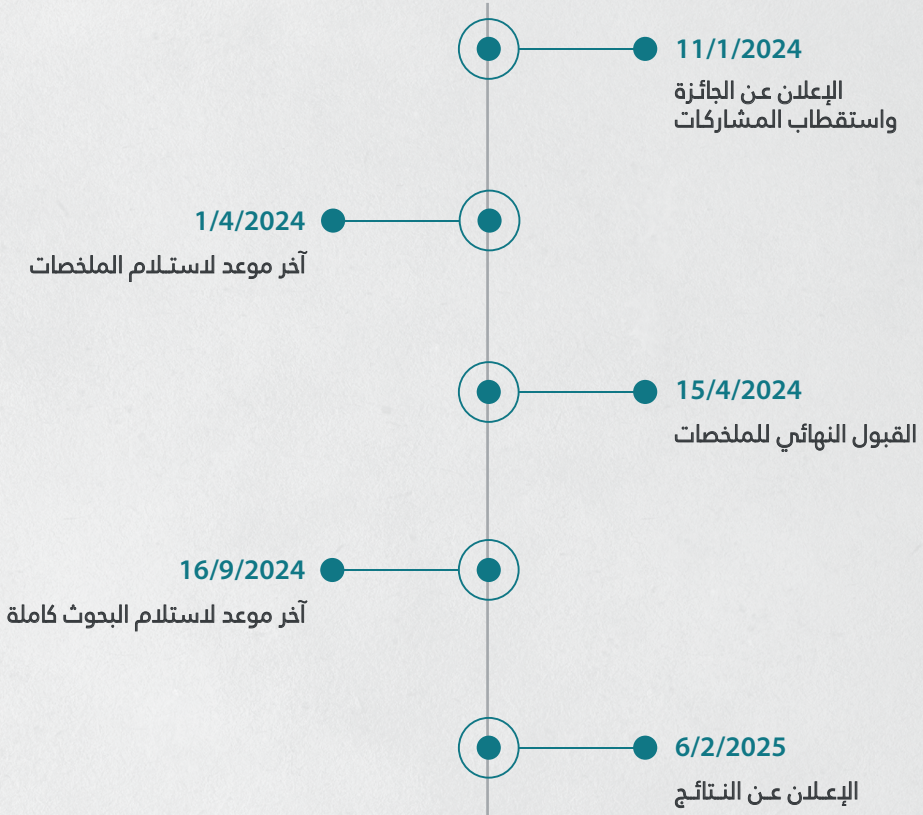 11/1/2024
الإعلان عن الجائزة
واستقطاب المشاركات
1/4/2024
آخر موعد لاستلام الملخصات
15/4/2024
القبول النهائي للملخصات
16/9/2024
آخر موعد لاستلام البحوث كاملة
6/2/2025
الإعلان عن النتائج